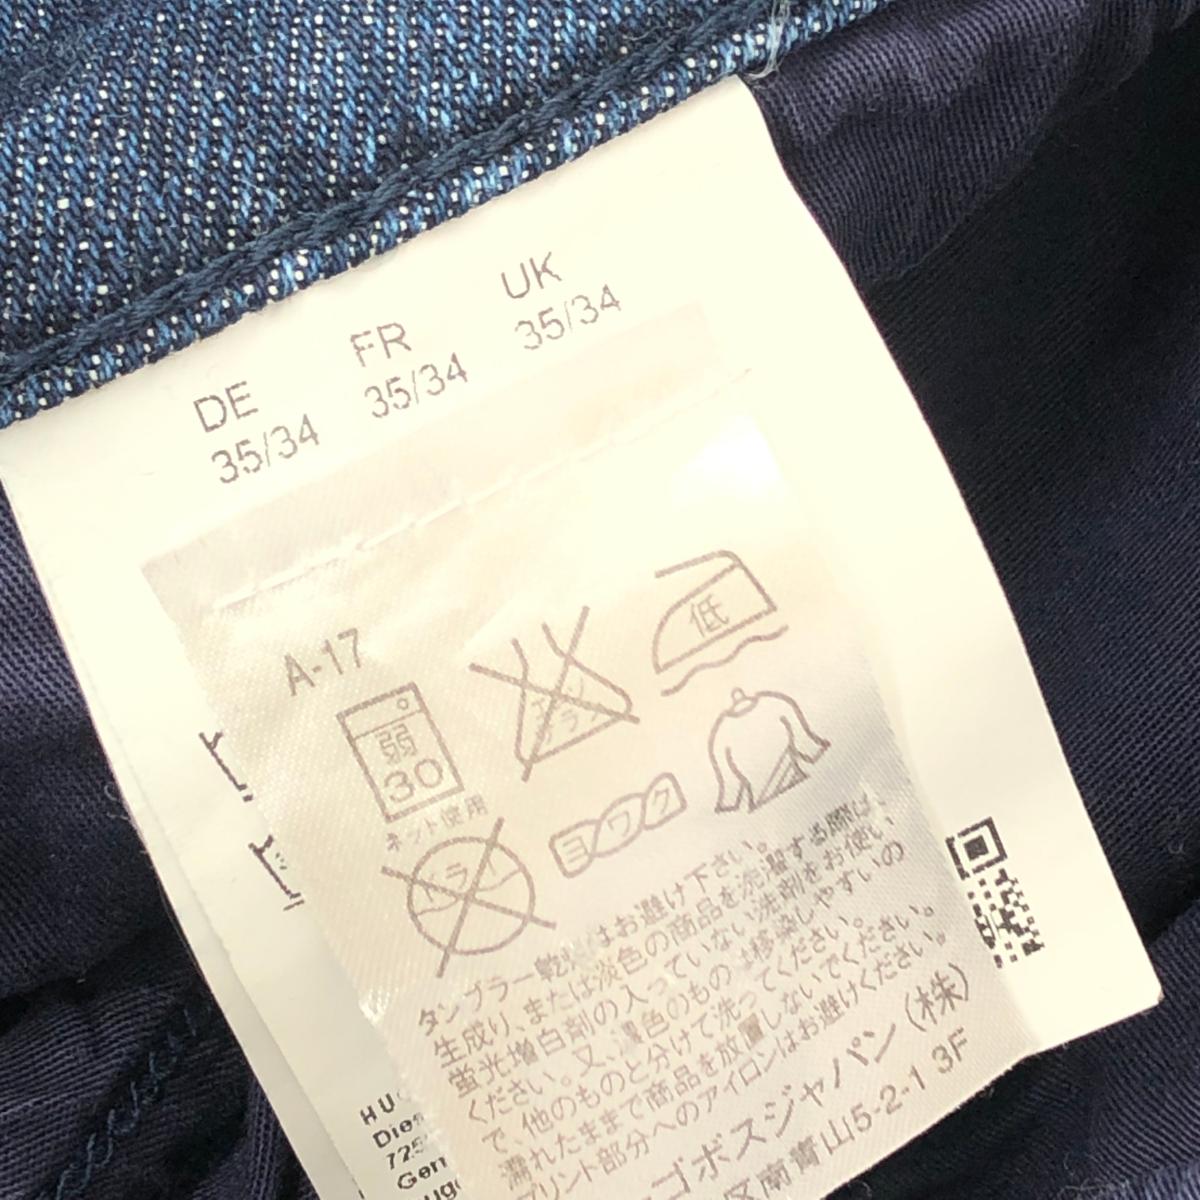 DE
35/34
FR
35/34
UK
35/34
A-17
弱
30
ネット使用
低
ドライ
ヨワク
タンブラー乾燥はお避け下さい。
生成り、または淡色の商品を洗濯する際は、
蛍光増白剤の入っていない洗剤をお使い
ください。又、濃色のものは移染しやすいの
で、他のものと分けて洗ってください。
濡れたままで商品を放置しないでください。
プリント部分へのアイロンはお避けください。
ーゴボスジャパン(株)
区南青山5-2-1 3F
HU
Dies
725
Gen